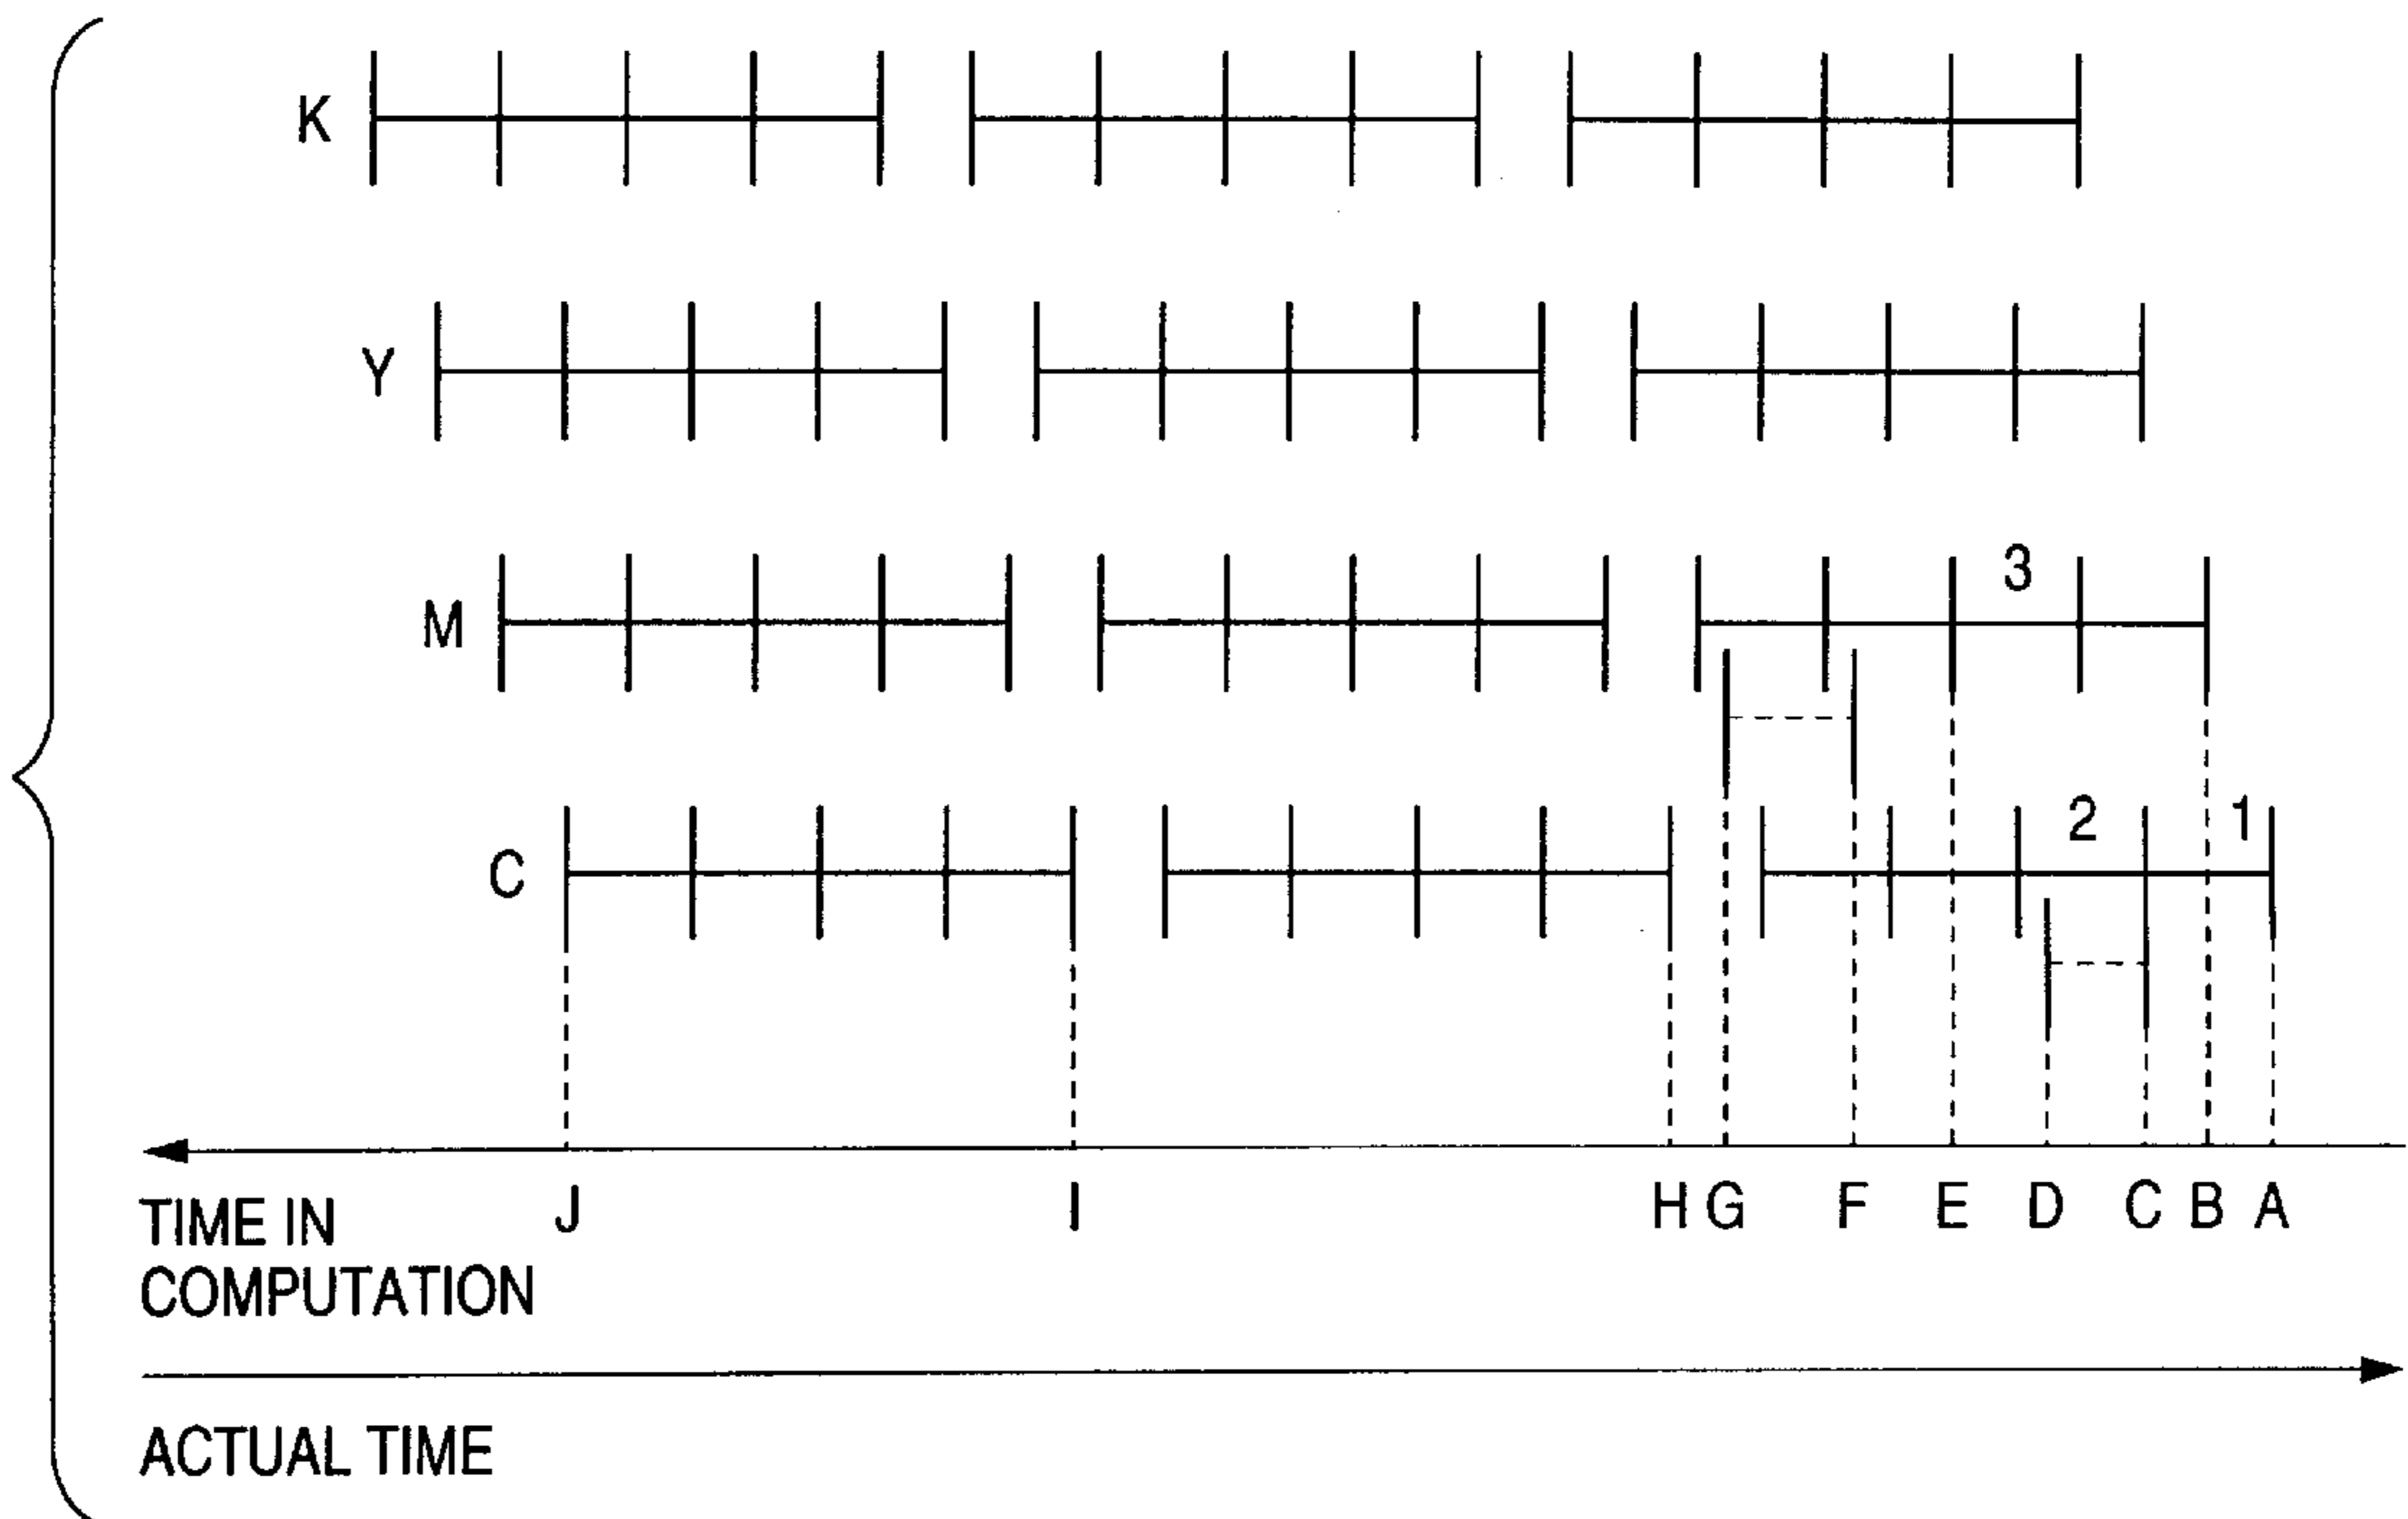 K
Y
M
3
C
2
1
J
I
H G F E D C B A
TIME IN
COMPUTATION
ACTUAL TIME